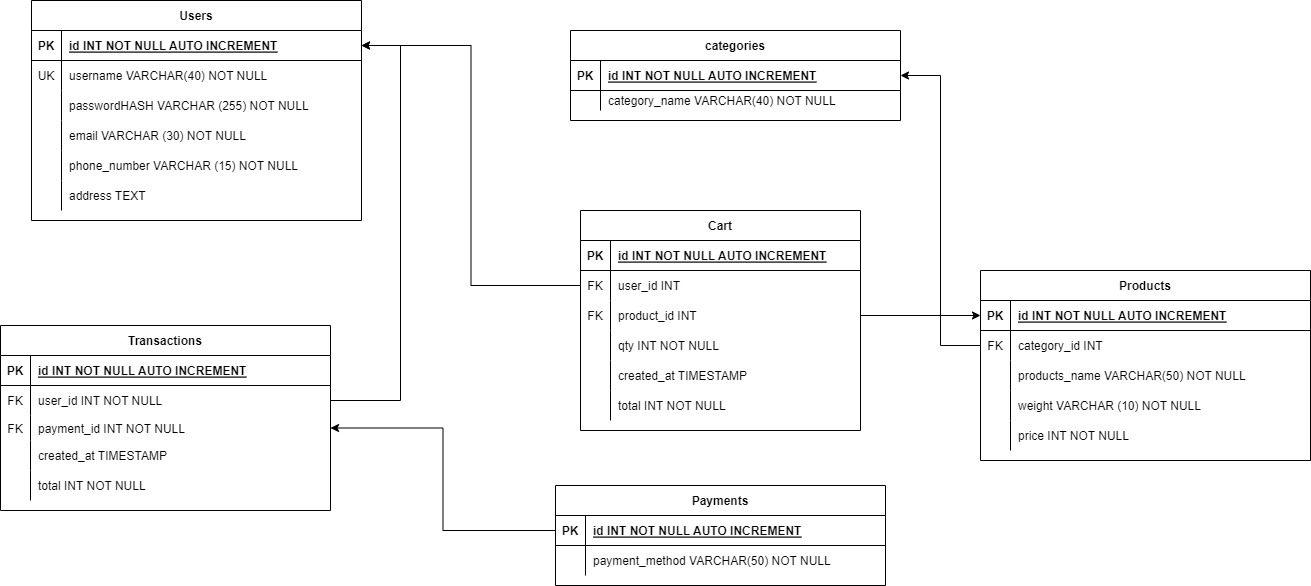 Users
PK id INT NOT NULL AUTO INCREMENT
UK username VARCHAR(40) NOT NULL
passwordHASH VARCHAR (255) NOT NULL
email VARCHAR (30) NOT NULL
phone_number VARCHAR (15) NOT NULL
address TEXT
categories
PK id INT NOT NULL AUTO INCREMENT
category_name VARCHAR(40) NOT NULL
Cart
PK id INT NOT NULL AUTO INCREMENT
FK user_id INT
FK product_id INT
qty INT NOT NULL
created_at TIMESTAMP
total INT NOT NULL
Products
PK id INT NOT NULL AUTO INCREMENT
FK category_id INT
products_name VARCHAR(50) NOT NULL
weight VARCHAR (10) NOT NULL
price INT NOT NULL
Transactions
PK id INT NOT NULL AUTO INCREMENT
FK user_id INT NOT NULL
FK payment_id INT NOT NULL
created_at TIMESTAMP
total INT NOT NULL
Payments
PK id INT NOT NULL AUTO INCREMENT
payment_method VARCHAR(50) NOT NULL